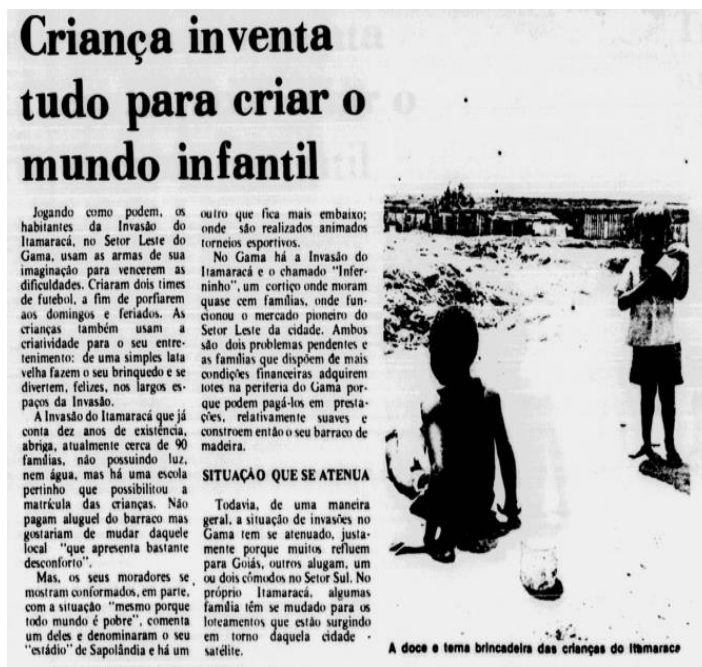 Criança inventa
tudo para criar o
mundo infantil
Jogando como podem, os
habitantes da Invasão do
Itamaracá, no Setor Leste do
Gama, usam as armas de sua
imaginação para vencerem as
dificuldades. Criaram dois times
de futebol, a fim de porfiarem
aos domingos e feriados. As
crianças também usam a
criatividade para o seu entre-
tenimento: de uma simples lata
velha fazem o seu brinquedo e se
divertem, felizes, nos largos es-
paços da Invasão.
A Invasão do Itamaracá que já
conta dez anos de existência,
abriga, atualmente cerca de 90
famílias, não possuindo luz,
nem água, mas há uma escola
pertinho que possibilitou a
matrícula das crianças. Não
pagam aluguel do barraco mas
gostariam de mudar daquele
local "que apresenta bastante
desconforto".
Mas, os seus moradores se
mostram conformados, em parte,
com a situação "mesmo porque
todo mundo é pobre", comenta
um deles e denominaram o seu
"estádio" de Sapolândia e há um
outro que fica mais embaixo;
onde são realizados animados
torneios esportivos.
No Gama há a Invasão do
Itamaracá e o chamado "Infer-
ninho", um cortiço onde moram
quase cem famílias, onde fun-
cionou o mercado pioneiro do
Setor Leste da cidade. Ambos
são dois problemas pendentes e
as famílias que dispõem de mais
condições financeiras adquirem
lotes na periferia do Gama por-
que podem pagá-los em presta-
ções, relativamente suaves e
constroem então o seu barraco de
madeira.
SITUAÇÃO QUE SE ATENUA
Todavia, de uma maneira
geral, a situação de invasões no
Gama tem se atenuado, justa-
mente porque muitos refluem
para Goiás, outros alugam, um
ou dois cômodos no Setor Sul. No
próprio Itamaracá, algumas
família têm se mudado para os
loteamentos que estão surgindo
em torno daquela cidade -
satélite.
A doce e terna brincadeira das crianças do Itamaracá